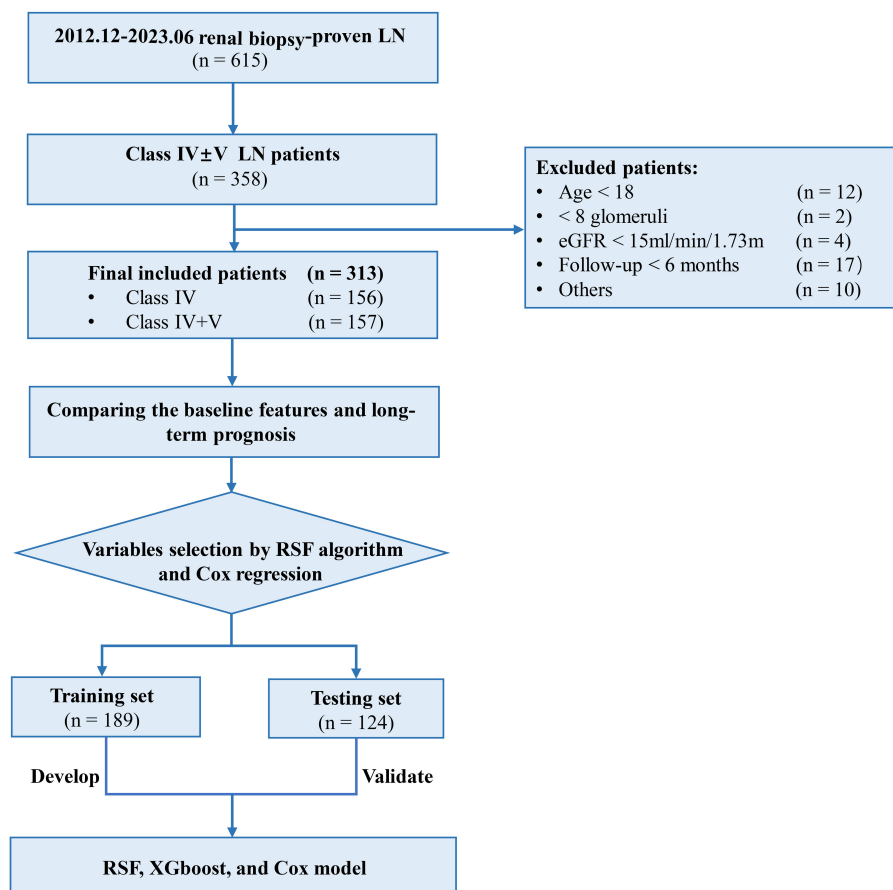 2012.12-2023.06 renal biopsy-proven LN
(n = 615)
Class IV±V LN patients
(n = 358)
Excluded patients:
• Age < 18 (n = 12)
• < 8 glomeruli (n = 2)
• eGFR < 15ml/min/1.73m (n = 4)
• Follow-up < 6 months (n = 17)
• Others (n = 10)
Final included patients (n = 313)
• Class IV (n = 156)
• Class IV+V (n = 157)
Comparing the baseline features and long-
term prognosis
Variables selection by RSF algorithm
and Cox regression
Training set
(n = 189)
Testing set
(n = 124)
Develop
Validate
RSF, XGboost, and Cox model